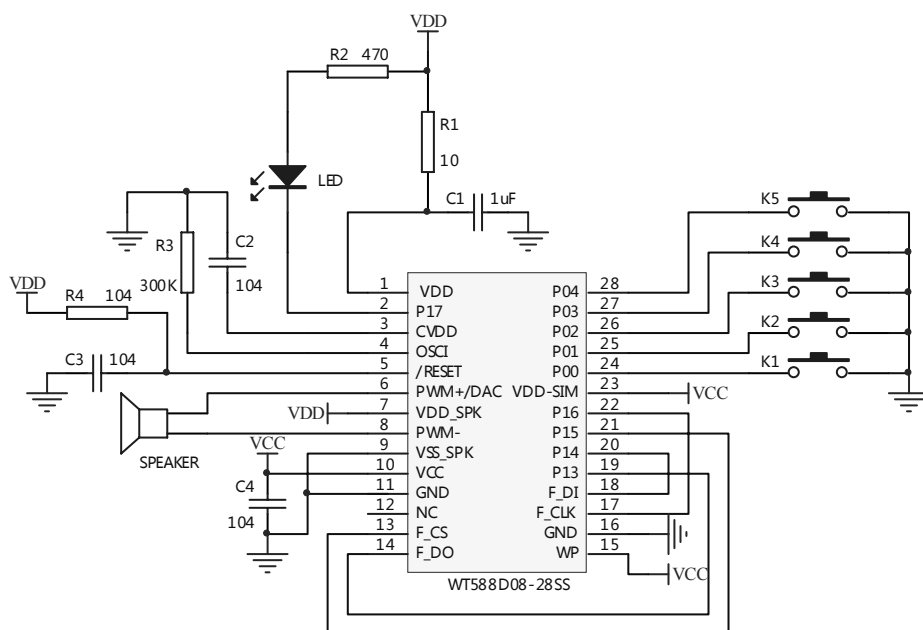 VDD
R2 470
R1
10
LED
C1 1uF
K5
K4
K3
K2
K1
R3
300K
C2
104
VDD
R4 104
C3 104
1 VDD P04 28
2 P17 P03 27
3 CVDD P02 26
4 OSCI P01 25
5 /RESET P00 24
6 PWM+/DAC VDD-SIM 23
7 VDD_SPK P16 22
8 PWM- P15 21
9 VSS_SPK P14 20
10 VCC P13 19
11 GND F_DI 18
12 NC F_CLK 17
13 F_CS GND 16
14 F_DO WP 15
VCC
VDD
SPEAKER
VCC
C4
104
VCC
WT588D08-28SS